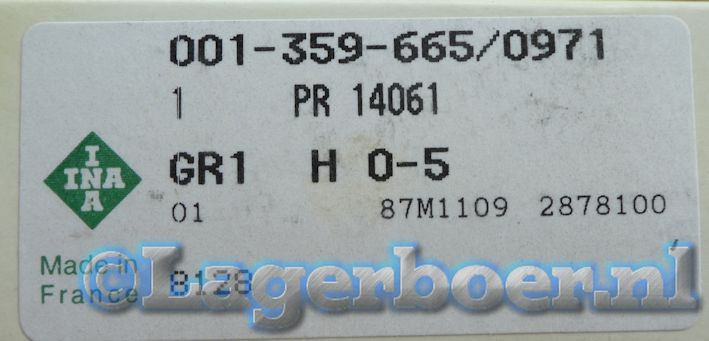 001-359-665/0971
1 PR 14061
GR1 H 0-5
INA
INA
01 87M1109 2878100
Made in
France
8128
©Lagerboer.nl